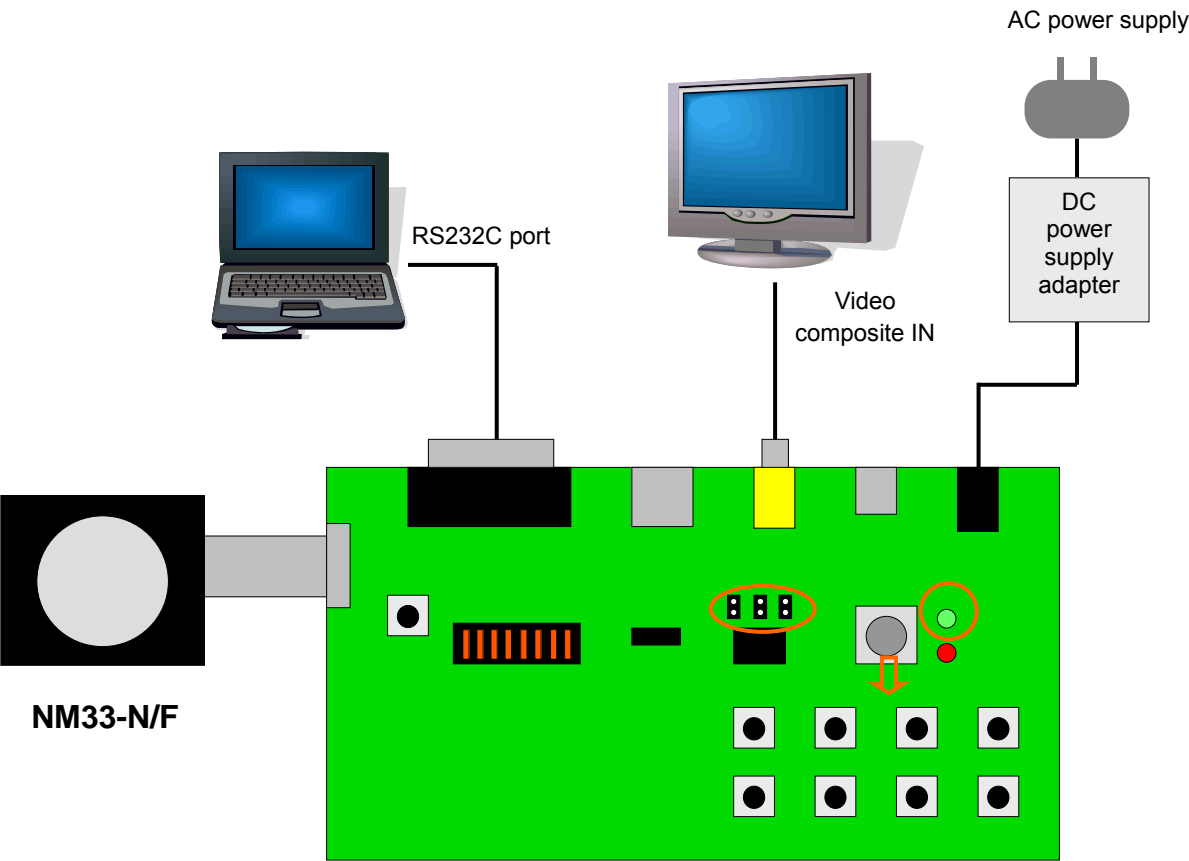 AC power supply
DC
power
supply
adapter
RS232C port
Video
composite IN
NM33-N/F